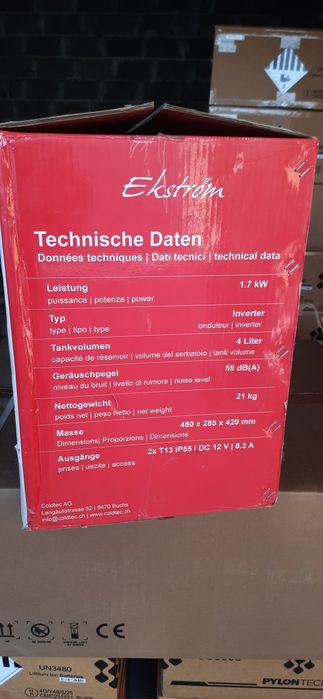 Ekström
Technische Daten
Données techniques | Dati tecnici | technical data
Leistung 1.7 kW
puissance | potenza | power
Typ Inverter
type | tipo | type onduleur | inverter
Tankvolumen 4 Liter
capacité de réservoir | volume del serbatoio | tank volume
Geräuschpegel 59 dB(A)
niveau du bruit | livello di rumore | noise level
Nettogewicht 21 kg
poids net | peso netto | net weight
Masse 480 x 285 x 420 mm
Dimensions| Proporzione | Dimensions
Ausgänge 2x T13 IP55 | DC 12 V | 8.3 A
prises | uscite | access
Coldtec AG
Langäulistrasse 62 | 9470 Buchs
info@coldtec.ch | www.coldtec.ch
CE
UN3480
Lithium Ion Batteries
PYLONTECH